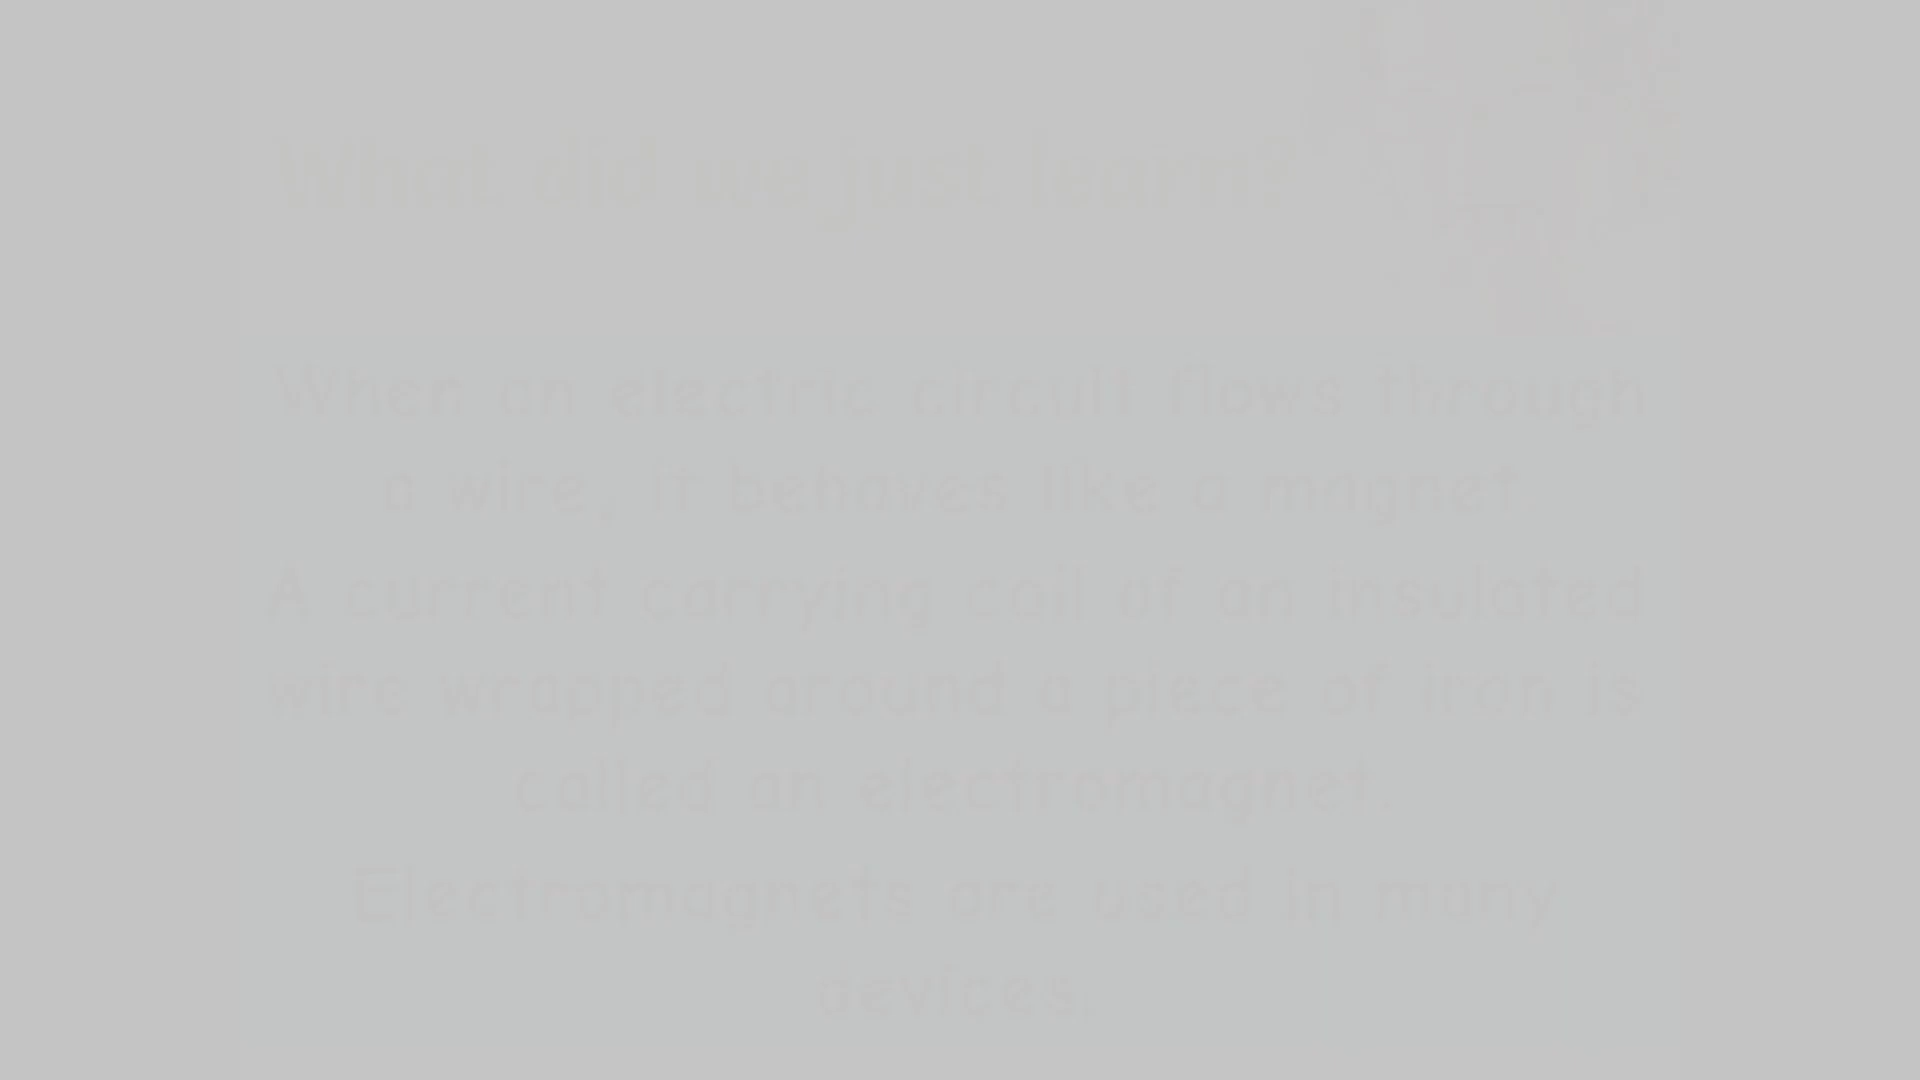 What did we just learn?
When an electric circuit flows through
a wire, it behaves like a magnet.
A current carrying coil of an insulated
wire wrapped around a piece of iron is
called an electromagnet.
Electromagnets are used in many
devices.